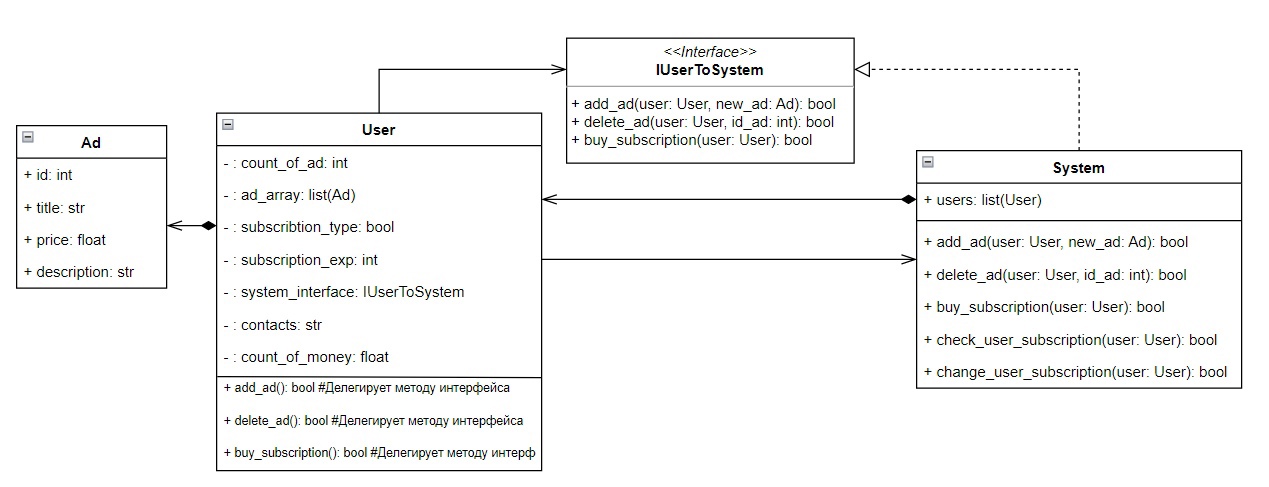 <<Interface>>
IUserToSystem
+ add_ad(user: User, new_ad: Ad): bool
+ delete_ad(user: User, id_ad: int): bool
+ buy_subscription(user: User): bool
Ad
+ id: int
+ title: str
+ price: float
+ description: str
User
- : count_of_ad: int
- : ad_array: list(Ad)
- : subscribtion_type: bool
- : subscription_exp: int
- : system_interface: IUserToSystem
- : contacts: str
- : count_of_money: float
+ add_ad(): bool #Делегирует методу интерфейса
+ delete_ad(): bool #Делегирует методу интерфейса
+ buy_subscription(): bool #Делегирует методу интерф
System
+ users: list(User)
+ add_ad(user: User, new_ad: Ad): bool
+ delete_ad(user: User, id_ad: int): bool
+ buy_subscription(user: User): bool
+ check_user_subscription(user: User): bool
+ change_user_subscription(user: User): bool